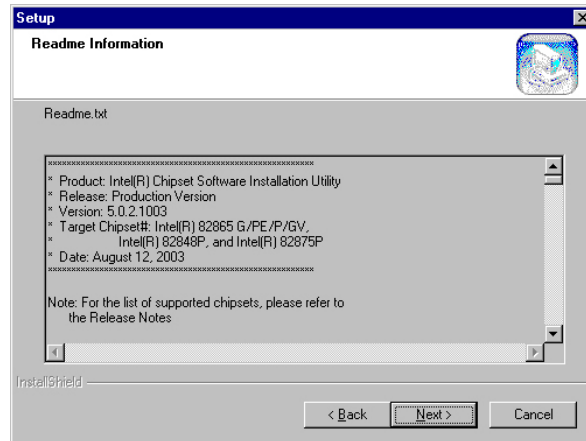 Setup
Readme Information
Readme.txt
****************************************************************
* Product: Intel(R) Chipset Software Installation Utility
* Release: Production Version
* Version: 5.0.2.1003
* Target Chipset#: Intel(R) 82865 G/PE/P/GV,
* Intel(R) 82848P, and Intel(R) 82875P
* Date: August 12, 2003
****************************************************************
Note: For the list of supported chipsets, please refer to
the Release Notes
InstallShield
< Back
Next >
Cancel